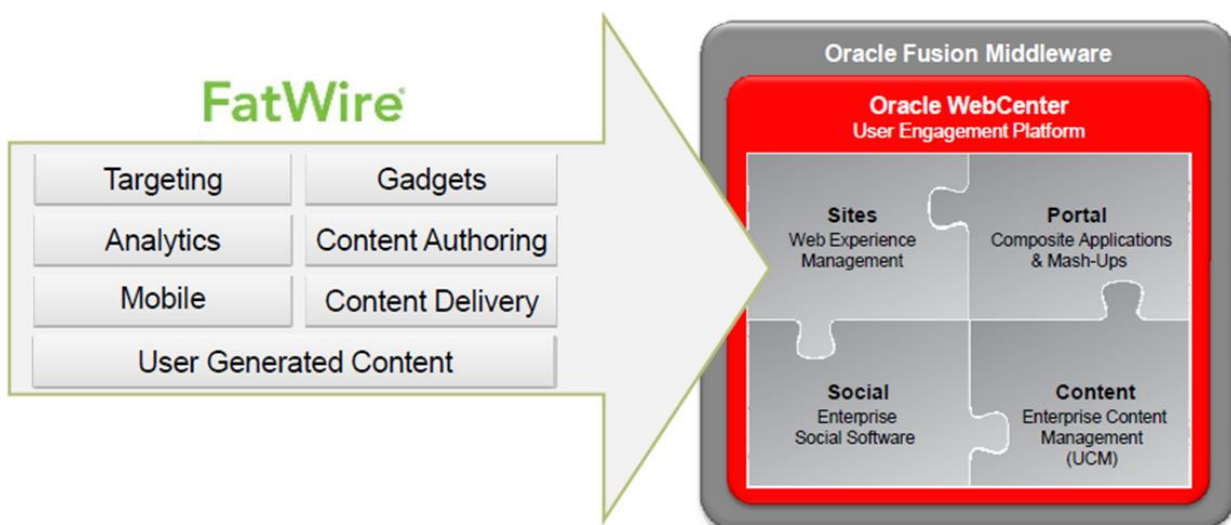 FatWire
Targeting
Gadgets
Analytics
Content Authoring
Mobile
Content Delivery
User Generated Content
Oracle Fusion Middleware
Oracle WebCenter
User Engagement Platform
Sites
Web Experience
Management
Portal
Composite Applications
& Mash-Ups
Social
Enterprise
Social Software
Content
Enterprise Content
Management
(UCM)